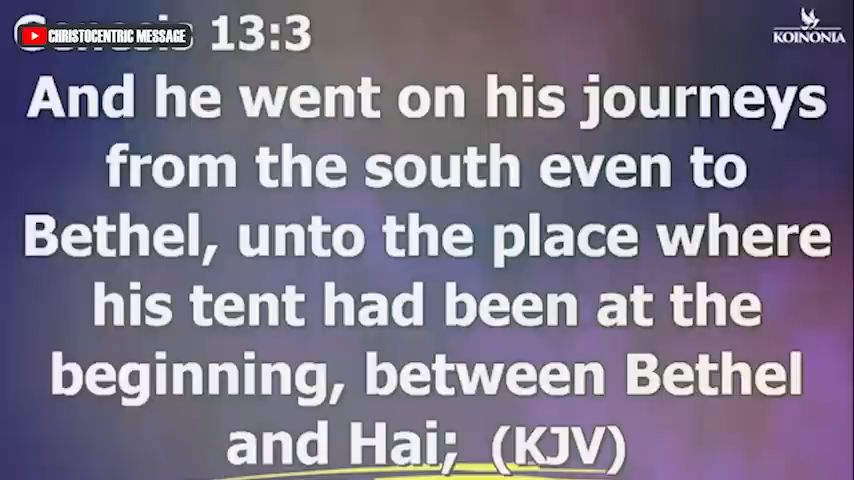 CHRISTOCENTRIC MESSAGE
13:3
KOINONIA
And he went on his journeys
from the south even to
Bethel, unto the place where
his tent had been at the
beginning, between Bethel
and Hai; (KJV)